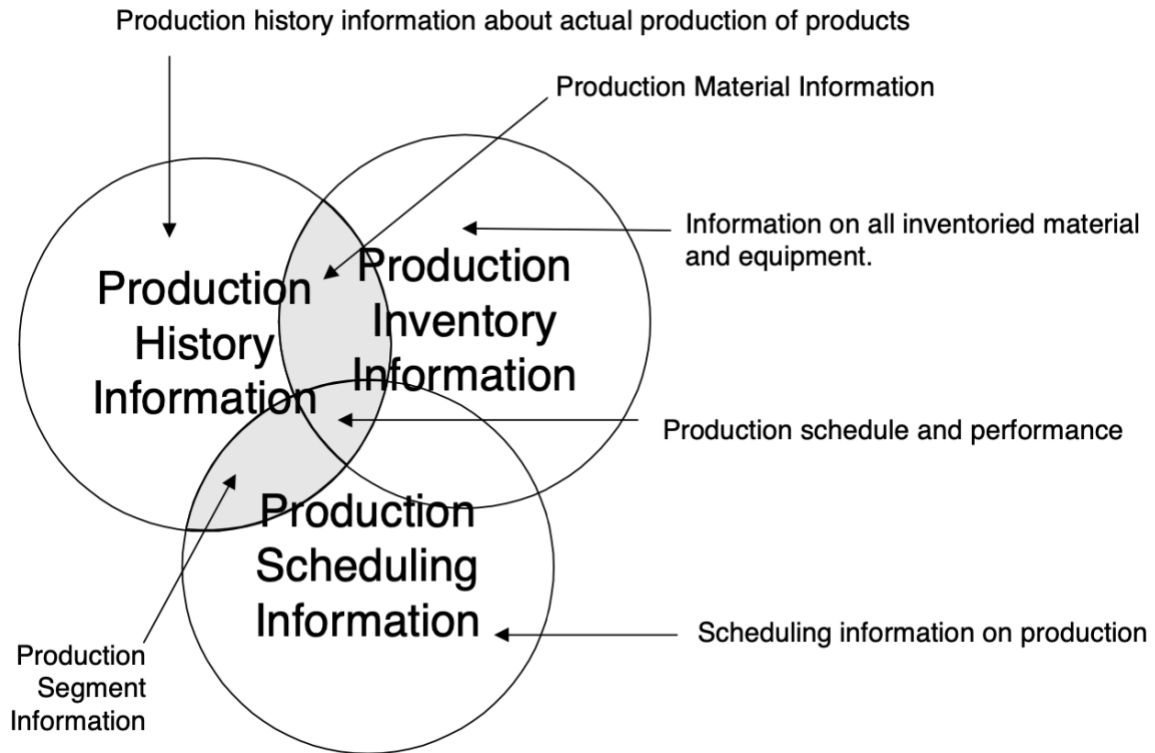 Production history information about actual production of products
Production Material Information
Information on all inventoried material
and equipment.
Production
History
Information
Production
Inventory
Information
Production schedule and performance
Production
Scheduling
Information
Scheduling information on production
Production
Segment
Information